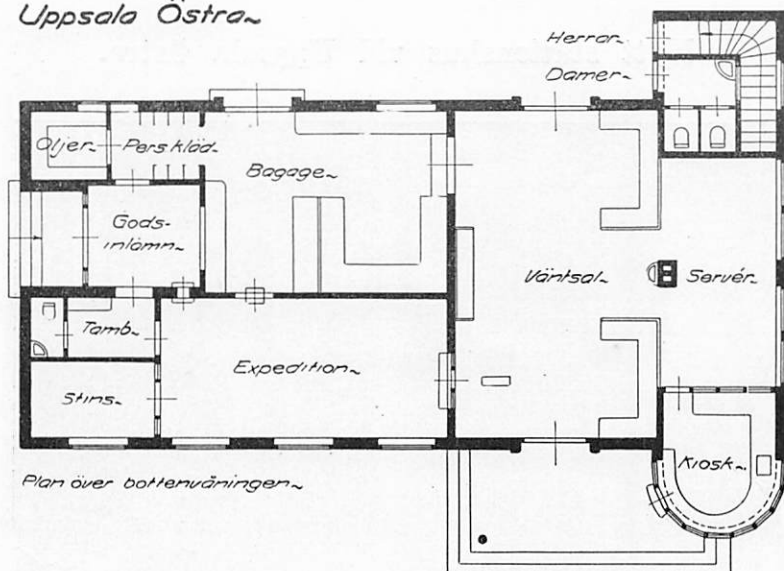 Uppsala Östra
Herrar
Damer
Oljer
Pers kläd.
Bagage
Gods-
inlämn.
Väntsal
Servér.
Tamb.
Expedition
Stins
Kiosk
Plan över bottenvåningen